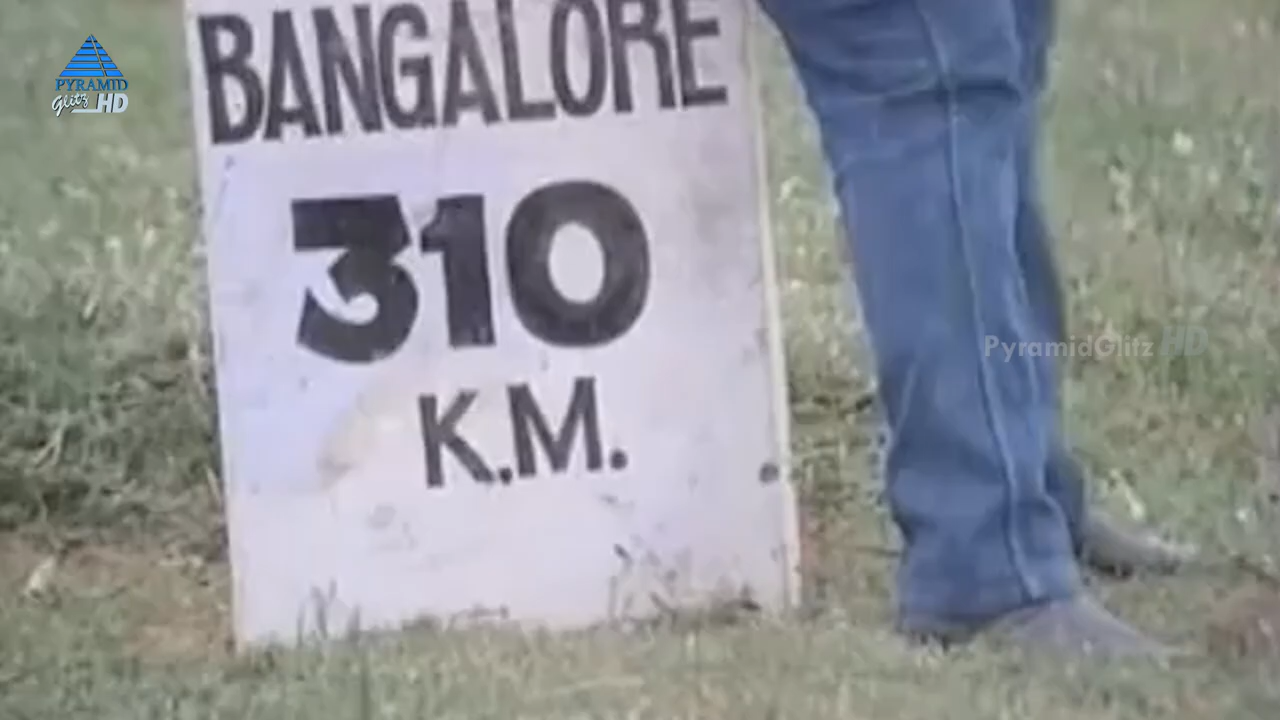 BANGALORE
310
K.M.
PYRAMID
Glitz HD
PyramidGlitz HD